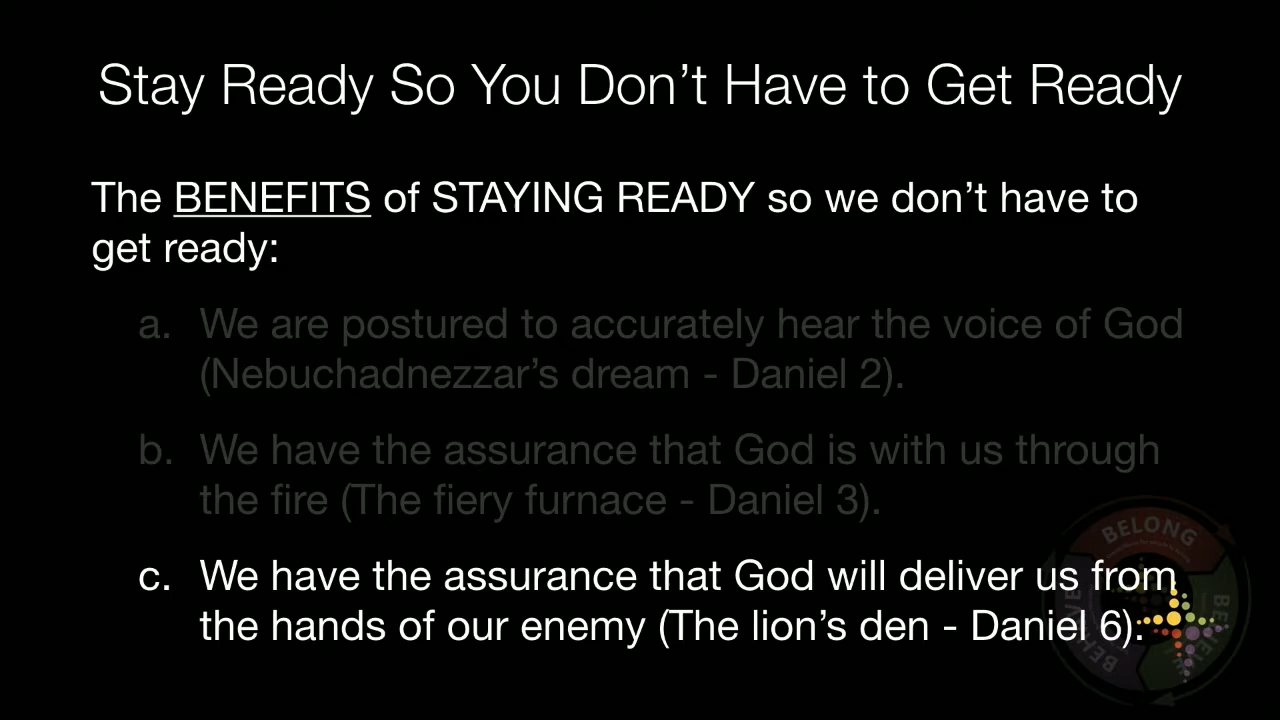 Stay Ready So You Don’t Have to Get Ready
The BENEFITS of STAYING READY so we don’t have to
get ready:
a. We are postured to accurately hear the voice of God
(Nebuchadnezzar’s dream - Daniel 2).
b. We have the assurance that God is with us through
the fire (The fiery furnace - Daniel 3).
c. We have the assurance that God will deliver us from
the hands of our enemy (The lion’s den - Daniel 6).
BELONG